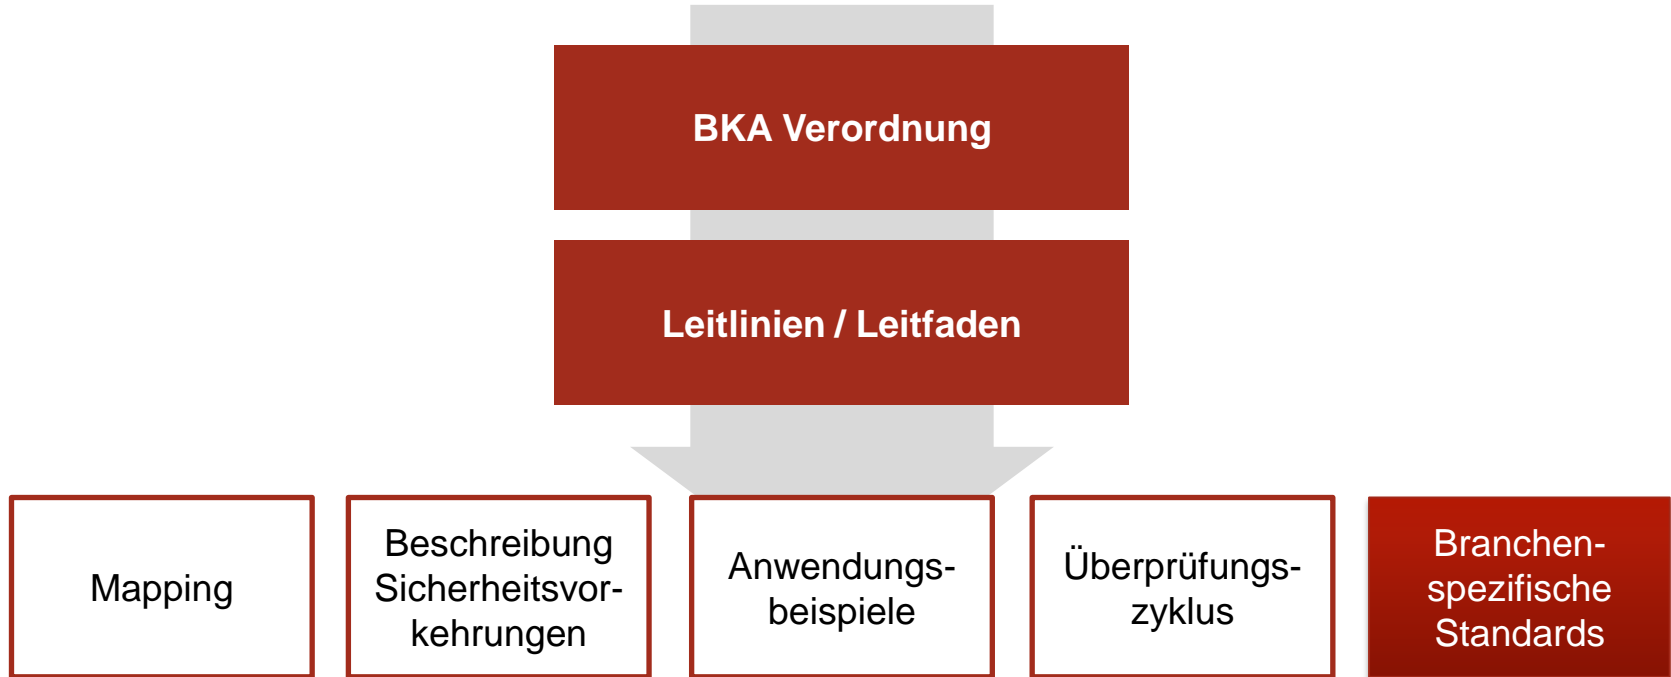 BKA Verordnung
Leitlinien / Leitfaden
Mapping
Beschreibung
Sicherheitsvor-
kehrungen
Anwendungs-
beispiele
Überprüfungs-
zyklus
Branchen-
spezifische
Standards